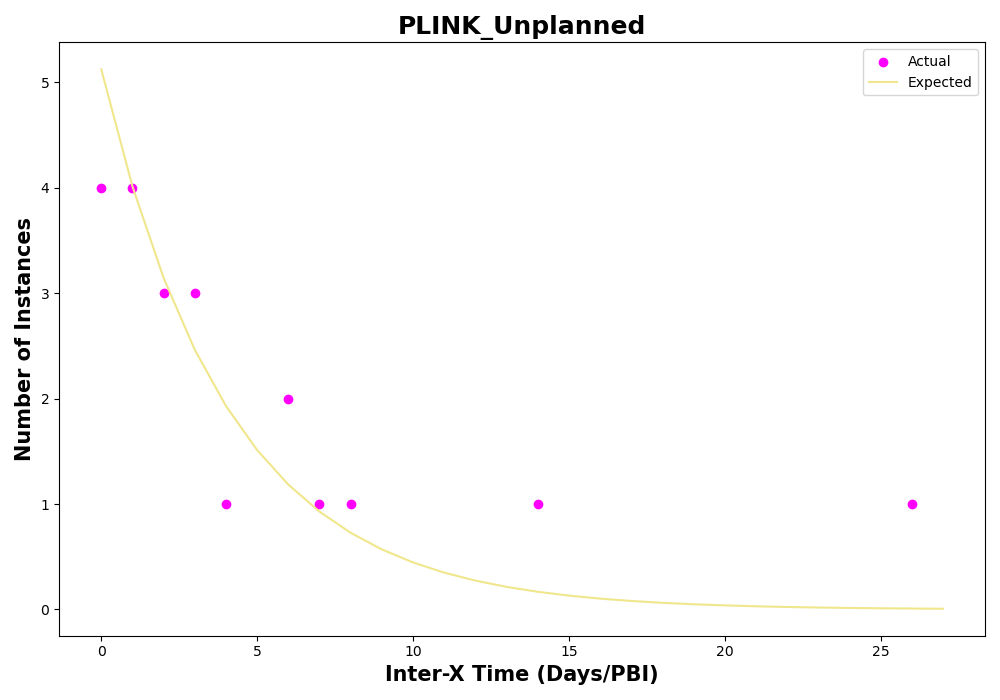 PLINK_Unplanned
Actual
Expected
5
4
3
2
1
0
Number of Instances
0 5 10 15 20 25
Inter-X Time (Days/PBI)